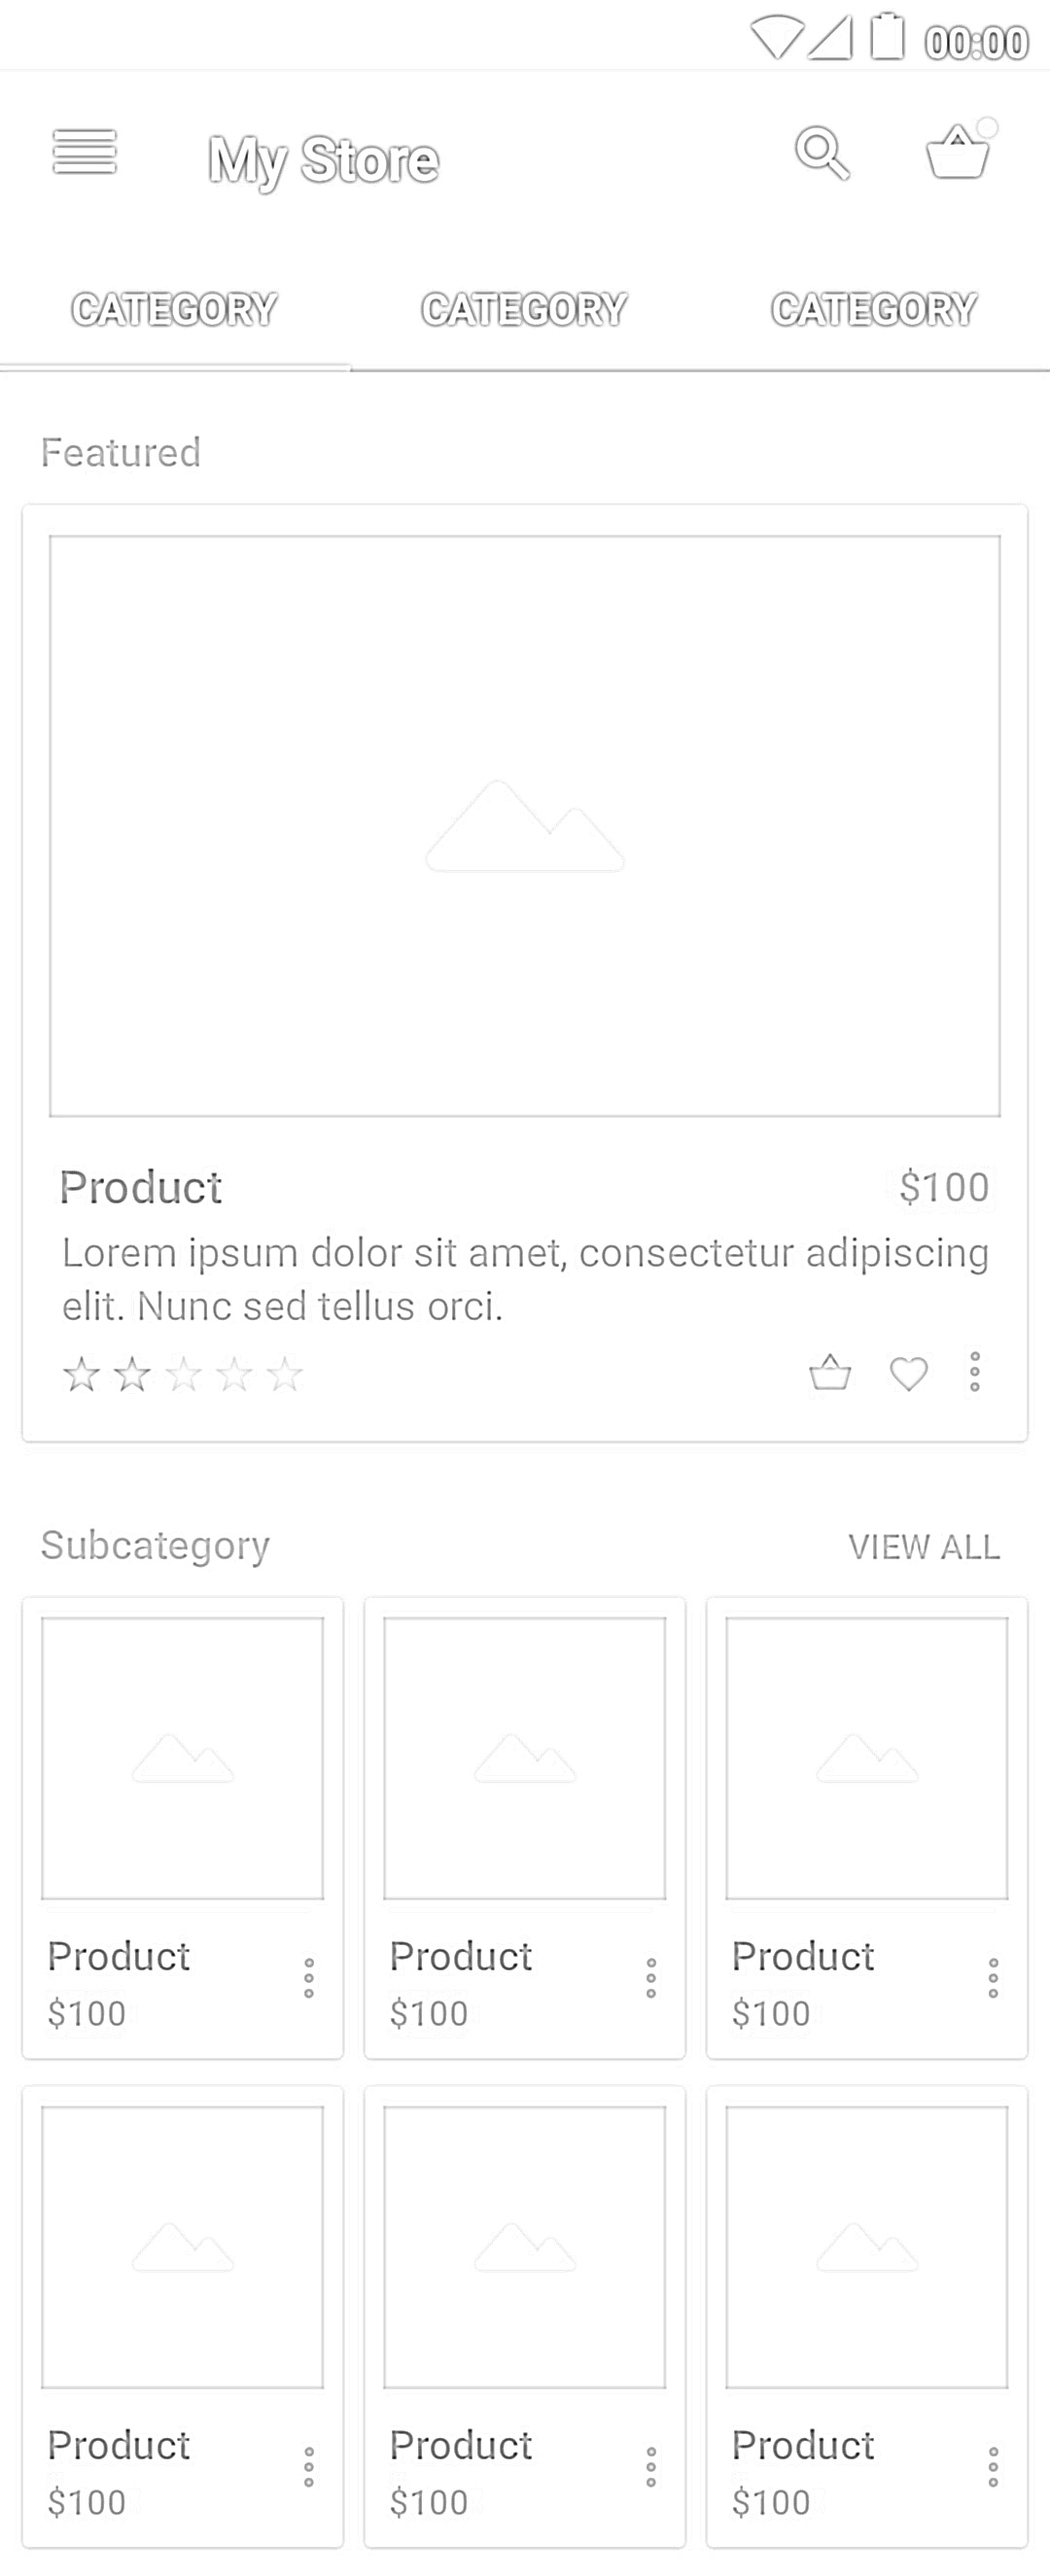 00:00
My Store
CATEGORY CATEGORY CATEGORY
Featured
Product $100
Lorem ipsum dolor sit amet, consectetur adipiscing
elit. Nunc sed tellus orci.
Subcategory VIEW ALL
Product Product Product
$100 $100 $100
Product Product Product
$100 $100 $100